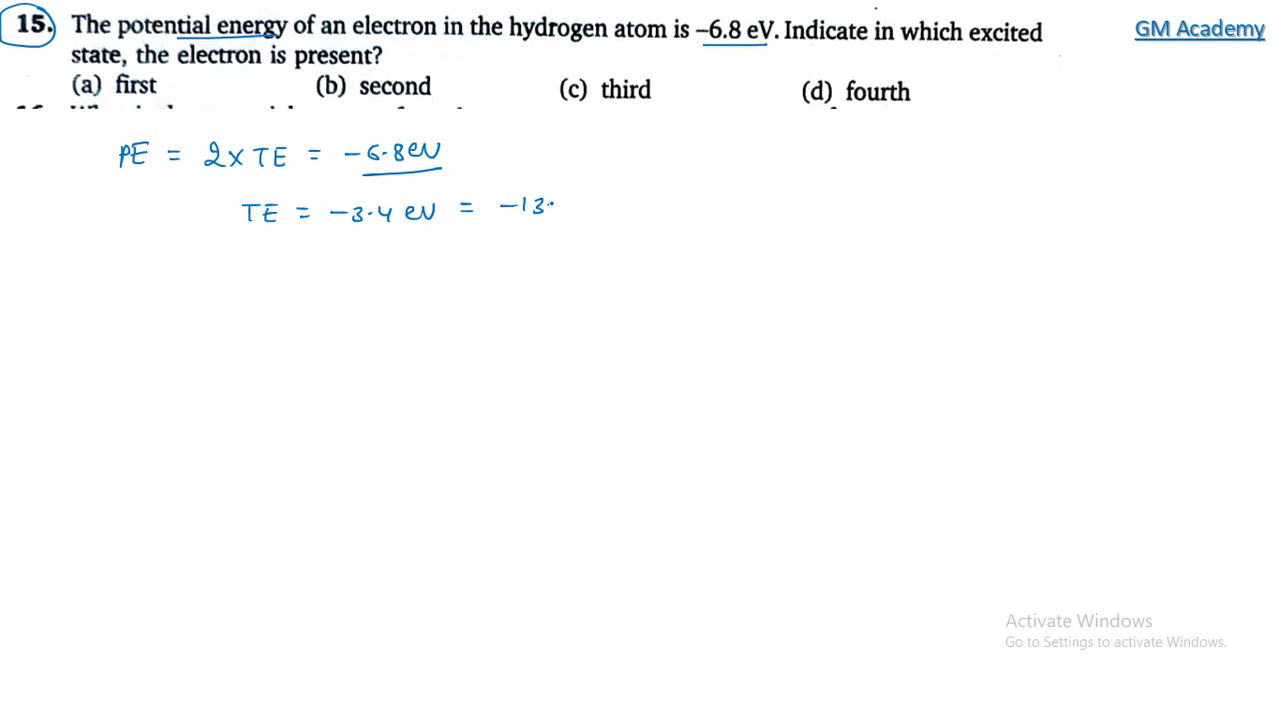 15. The potential energy of an electron in the hydrogen atom is –6.8 eV. Indicate in which excited
GM Academy
state, the electron is present?
(a) first (b) second (c) third (d) fourth
PE = 2 x TE = -6.8 eV
TE = -3.4 eV = -13.
Activate Windows
Go to Settings to activate Windows.